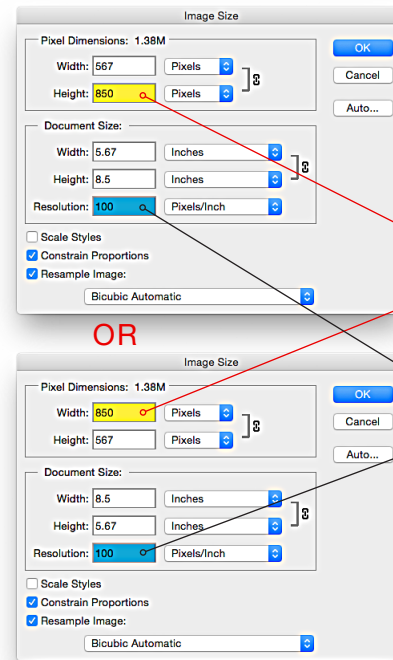 Image Size
Pixel Dimensions: 1.38M
OK
Width: 567 Pixels
Cancel
Height: 850 Pixels
Auto...
Document Size:
Width: 5.67 Inches
Height: 8.5 Inches
Resolution: 100 Pixels/Inch
Scale Styles
Constrain Proportions
Resample Image:
Bicubic Automatic
OR
Image Size
Pixel Dimensions: 1.38M
OK
Width: 850 Pixels
Cancel
Height: 567 Pixels
Auto...
Document Size:
Width: 8.5 Inches
Height: 5.67 Inches
Resolution: 100 Pixels/Inch
Scale Styles
Constrain Proportions
Resample Image:
Bicubic Automatic